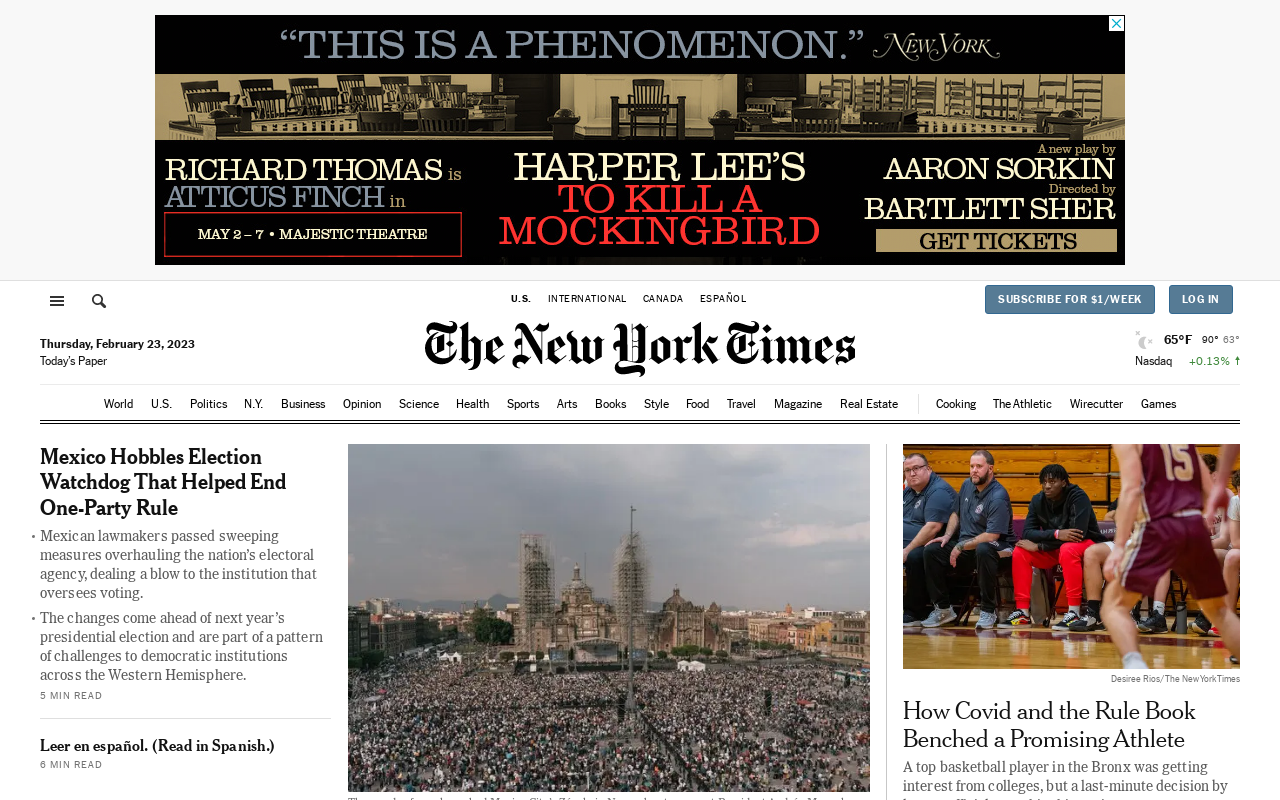 “THIS IS A PHENOMENON.” NEW YORK
RICHARD THOMAS is
ATTICUS FINCH in
MAY 2 – 7 • MAJESTIC THEATRE
HARPER LEE’S
TO KILL A
MOCKINGBIRD
A new play by
AARON SORKIN
Directed by
BARTLETT SHER
GET TICKETS
U.S. INTERNATIONAL CANADA ESPAÑOL
SUBSCRIBE FOR $1/WEEK LOG IN
Thursday, February 23, 2023
Today’s Paper
The New York Times
65°F 90° 63°
Nasdaq +0.13% ↑
World U.S. Politics N.Y. Business Opinion Science Health Sports Arts Books Style Food Travel Magazine Real Estate Cooking The Athletic Wirecutter Games
Mexico Hobbles Election
Watchdog That Helped End
One-Party Rule
• Mexican lawmakers passed sweeping
measures overhauling the nation’s electoral
agency, dealing a blow to the institution that
oversees voting.
• The changes come ahead of next year’s
presidential election and are part of a pattern
of challenges to democratic institutions
across the Western Hemisphere.
5 MIN READ
Leer en español. (Read in Spanish.)
6 MIN READ
15
Desiree Rios/The New York Times
How Covid and the Rule Book
Benched a Promising Athlete
A top basketball player in the Bronx was getting
interest from colleges, but a last-minute decision by